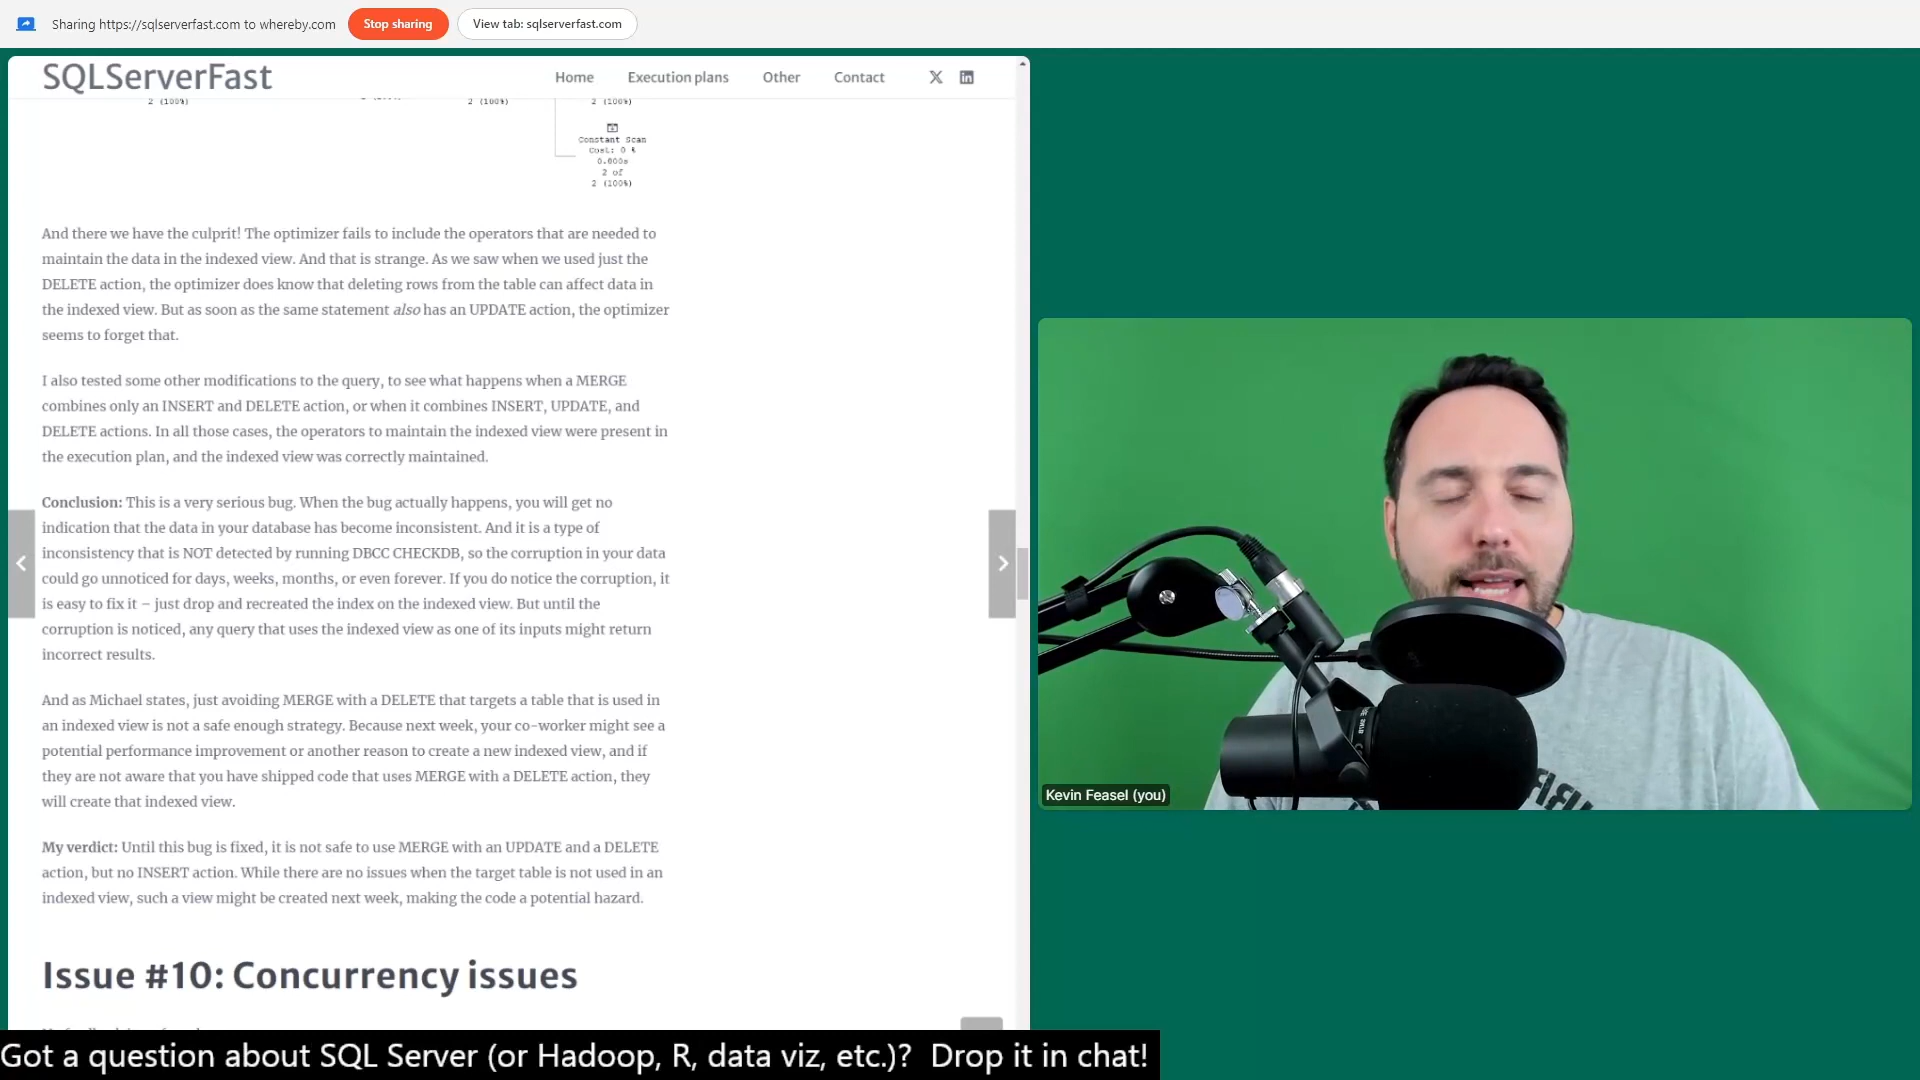 Sharing https://sqlserverfast.com to whereby.com
Stop sharing
View tab: sqlserverfast.com
SQLServerFast
Home
Execution plans
Other
Contact
2 (100%)
2 (100%)
2 (100%)
Constant Scan
Cost: 0 %
0.000s
2 of
2 (100%)
And there we have the culprit! The optimizer fails to include the operators that are needed to
maintain the data in the indexed view. And that is strange. As we saw when we used just the
DELETE action, the optimizer does know that deleting rows from the table can affect data in
the indexed view. But as soon as the same statement also has an UPDATE action, the optimizer
seems to forget that.
I also tested some other modifications to the query, to see what happens when a MERGE
combines only an INSERT and DELETE action, or when it combines INSERT, UPDATE, and
DELETE actions. In all those cases, the operators to maintain the indexed view were present in
the execution plan, and the indexed view was correctly maintained.
Conclusion: This is a very serious bug. When the bug actually happens, you will get no
indication that the data in your database has become inconsistent. And it is a type of
inconsistency that is NOT detected by running DBCC CHECKDB, so the corruption in your data
could go unnoticed for days, weeks, months, or even forever. If you do notice the corruption, it
is easy to fix it – just drop and recreated the index on the indexed view. But until the
corruption is noticed, any query that uses the indexed view as one of its inputs might return
incorrect results.
And as Michael states, just avoiding MERGE with a DELETE that targets a table that is used in
an indexed view is not a safe enough strategy. Because next week, your co-worker might see a
potential performance improvement or another reason to create a new indexed view, and if
they are not aware that you have shipped code that uses MERGE with a DELETE action, they
will create that indexed view.
My verdict: Until this bug is fixed, it is not safe to use MERGE with an UPDATE and a DELETE
action, but no INSERT action. While there are no issues when the target table is not used in an
indexed view, such a view might be created next week, making the code a potential hazard.
Issue #10: Concurrency issues
Kevin Feasel (you)
Got a question about SQL Server (or Hadoop, R, data viz, etc.)? Drop it in chat!